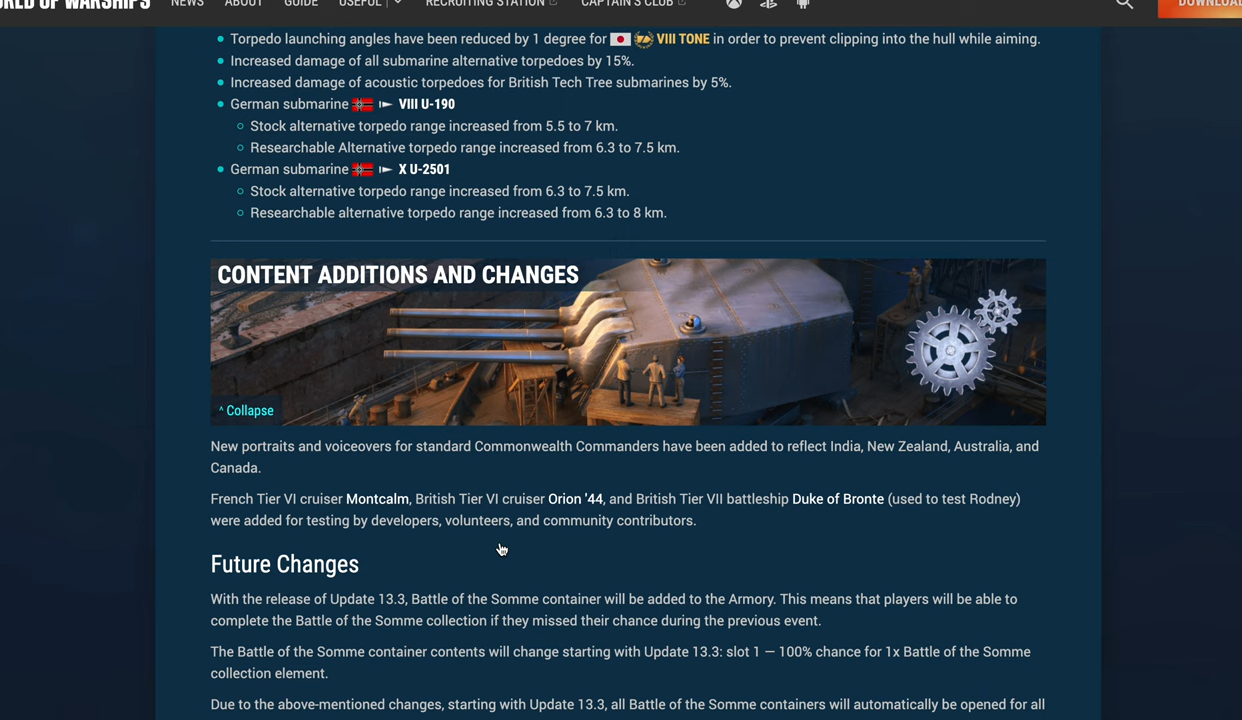 WORLD OF WARSHIPS NEWS ABOUT GUIDE USEFUL RECRUITING STATION CAPTAIN'S CLUB DOWNLOAD
Torpedo launching angles have been reduced by 1 degree for VIII TONE in order to prevent clipping into the hull while aiming.
Increased damage of all submarine alternative torpedoes by 15%.
Increased damage of acoustic torpedoes for British Tech Tree submarines by 5%.
German submarine VIII U-190
Stock alternative torpedo range increased from 5.5 to 7 km.
Researchable Alternative torpedo range increased from 6.3 to 7.5 km.
German submarine X U-2501
Stock alternative torpedo range increased from 6.3 to 7.5 km.
Researchable alternative torpedo range increased from 6.3 to 8 km.
CONTENT ADDITIONS AND CHANGES
^ Collapse
New portraits and voiceovers for standard Commonwealth Commanders have been added to reflect India, New Zealand, Australia, and
Canada.
French Tier VI cruiser Montcalm, British Tier VI cruiser Orion '44, and British Tier VII battleship Duke of Bronte (used to test Rodney)
were added for testing by developers, volunteers, and community contributors.
Future Changes
With the release of Update 13.3, Battle of the Somme container will be added to the Armory. This means that players will be able to
complete the Battle of the Somme collection if they missed their chance during the previous event.
The Battle of the Somme container contents will change starting with Update 13.3: slot 1 — 100% chance for 1x Battle of the Somme
collection element.
Due to the above-mentioned changes, starting with Update 13.3, all Battle of the Somme containers will automatically be opened for all